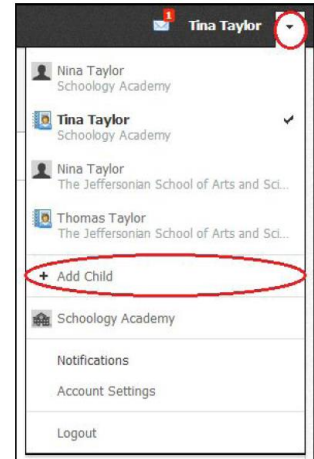 1
Tina Taylor
Nina Taylor
Schoology Academy
Tina Taylor
Schoology Academy
Nina Taylor
The Jeffersonian School of Arts and Sci...
Thomas Taylor
The Jeffersonian School of Arts and Sci...
+ Add Child
Schoology Academy
Notifications
Account Settings
Logout